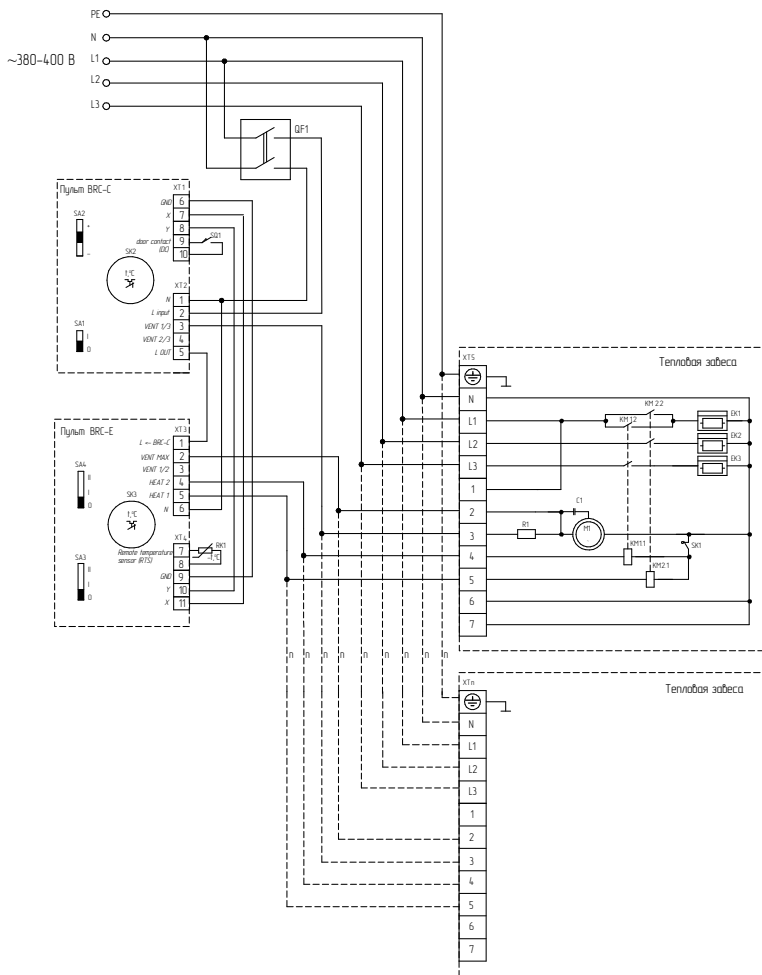 PE
N
~380-400 В
L1
L2
L3
QF1
Пульт BRC-C
XT1
SA2
+
-
GND 6
X 7
Y 8
door contact (DC) 9
10
SQ1
SK2
t,°C
XT2
N 1
L input 2
VENT 1/3 3
VENT 2/3 4
L OUT 5
SA1
I
0
Пульт BRC-E
XT3
L ← BRC-C 1
VENT MAX 2
VENT 1/2 3
HEAT 2 4
HEAT 1 5
N 6
SA4
II
I
0
SK3
t,°C
XT4
Remote temperature
sensor (RTS)
7
8
RK1
-t,°C
GND 9
Y 10
X 11
SA3
II
I
0
XT5
Тепловая завеса
N
L1
L2
L3
1
2
3
4
5
6
7
KM2.2
KM1.2
EK1
EK2
EK3
C1
R1
M1
KM1.1
SK1
KM2.1
n n n n n n n n n
XTn
Тепловая завеса
N
L1
L2
L3
1
2
3
4
5
6
7